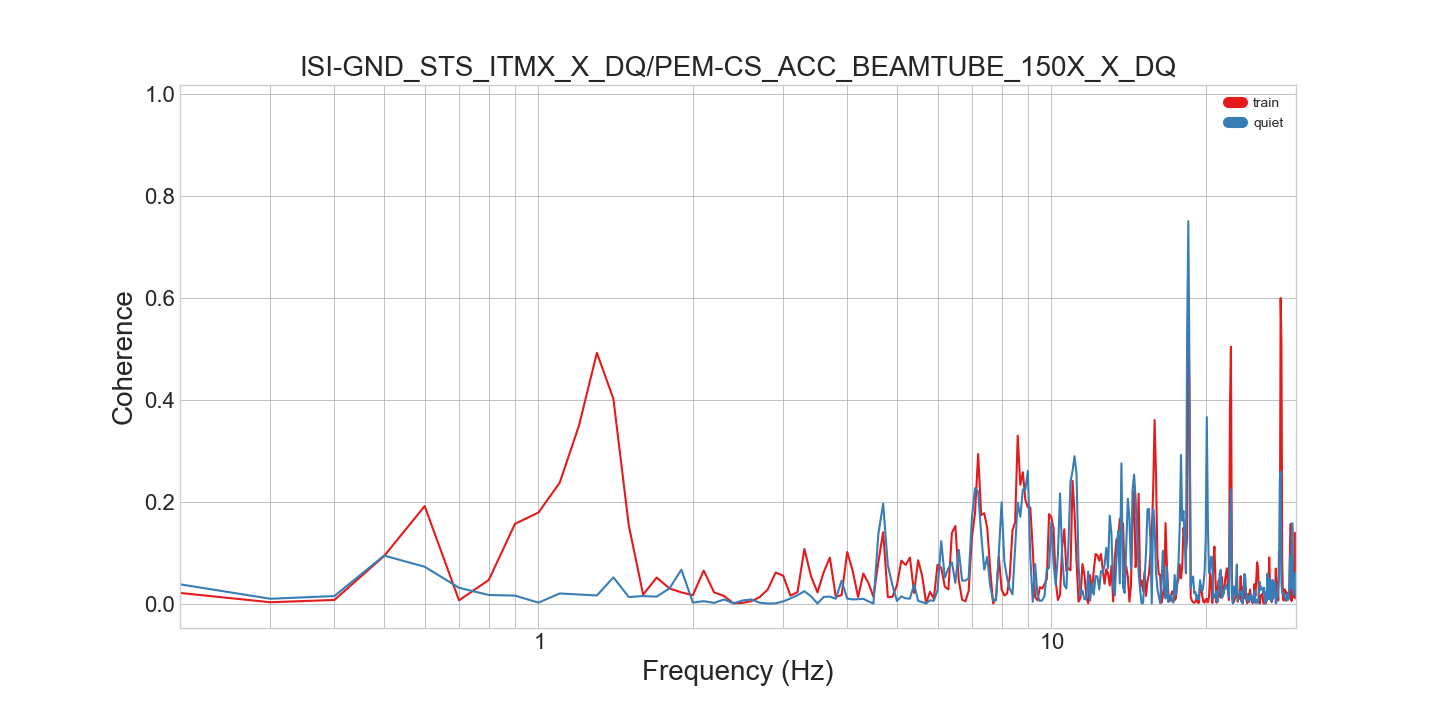 ISI-GND_STS_ITMX_X_DQ/PEM-CS_ACC_BEAMTUBE_150X_X_DQ
train
quiet
Coherence
1.0
0.8
0.6
0.4
0.2
0.0
1
10
Frequency (Hz)